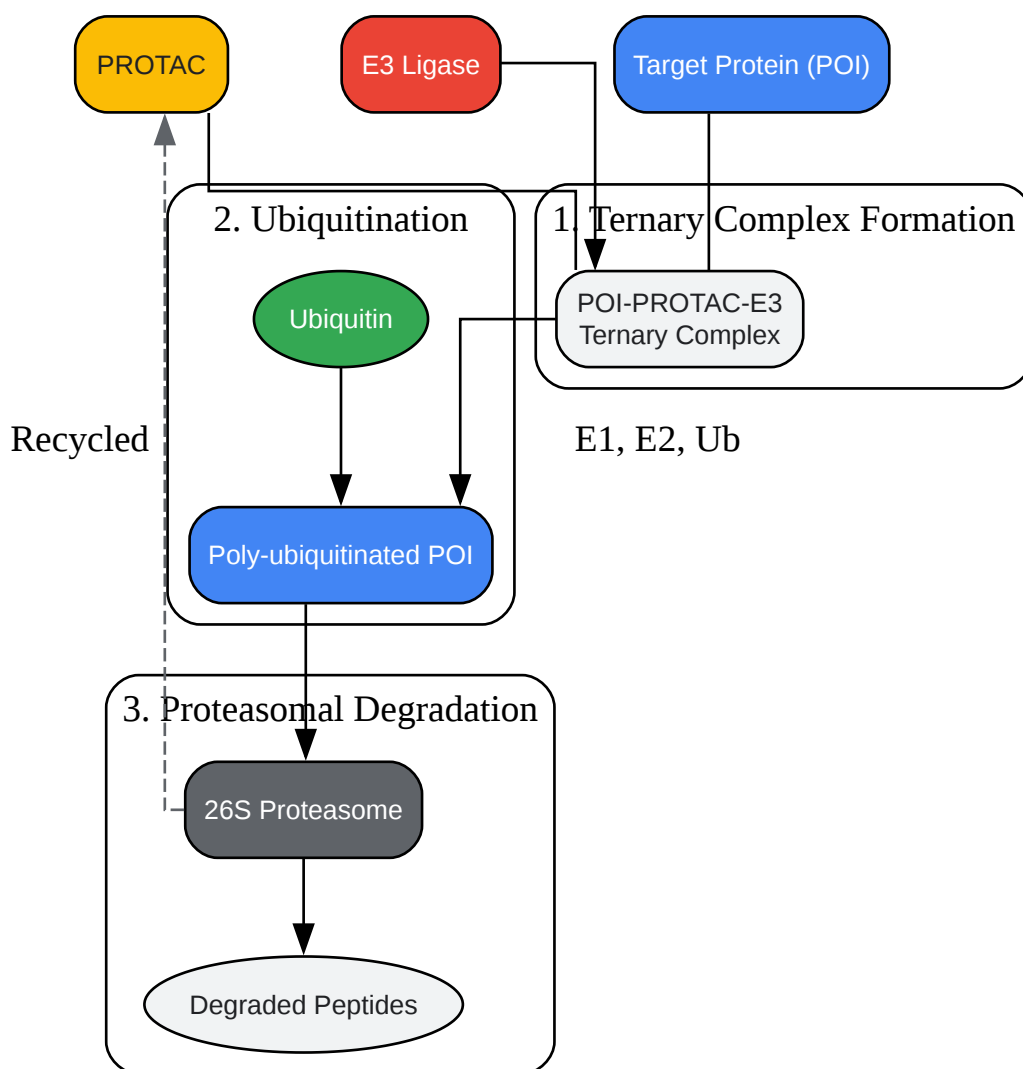 PROTAC
E3 Ligase
Target Protein (POI)
2. Ubiquitination
1. Ternary Complex Formation
Ubiquitin
POI-PROTAC-E3
Ternary Complex
Recycled
E1, E2, Ub
Poly-ubiquitinated POI
3. Proteasomal Degradation
26S Proteasome
Degraded Peptides